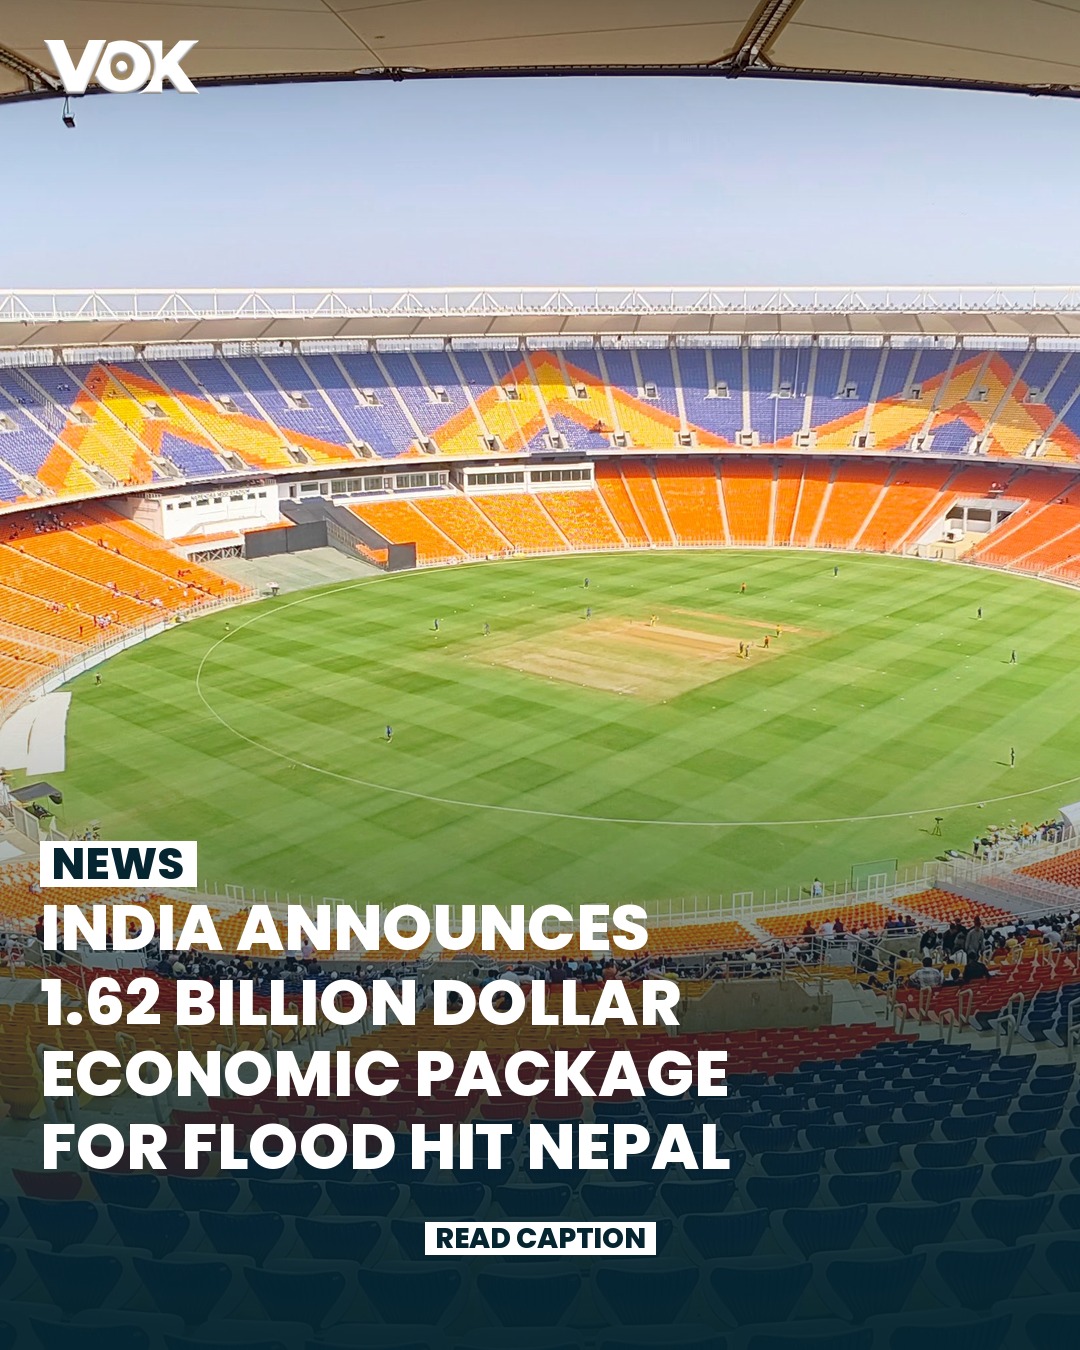 VOK
NEWS
INDIA ANNOUNCES
1.62 BILLION DOLLAR
ECONOMIC PACKAGE
FOR FLOOD HIT NEPAL
READ CAPTION